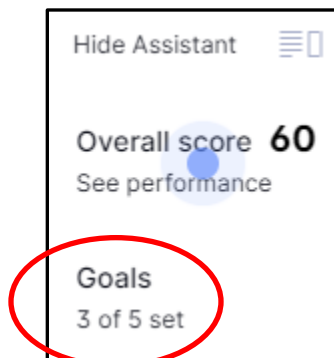 Hide Assistant
Overall score 60
See performance
Goals
3 of 5 set